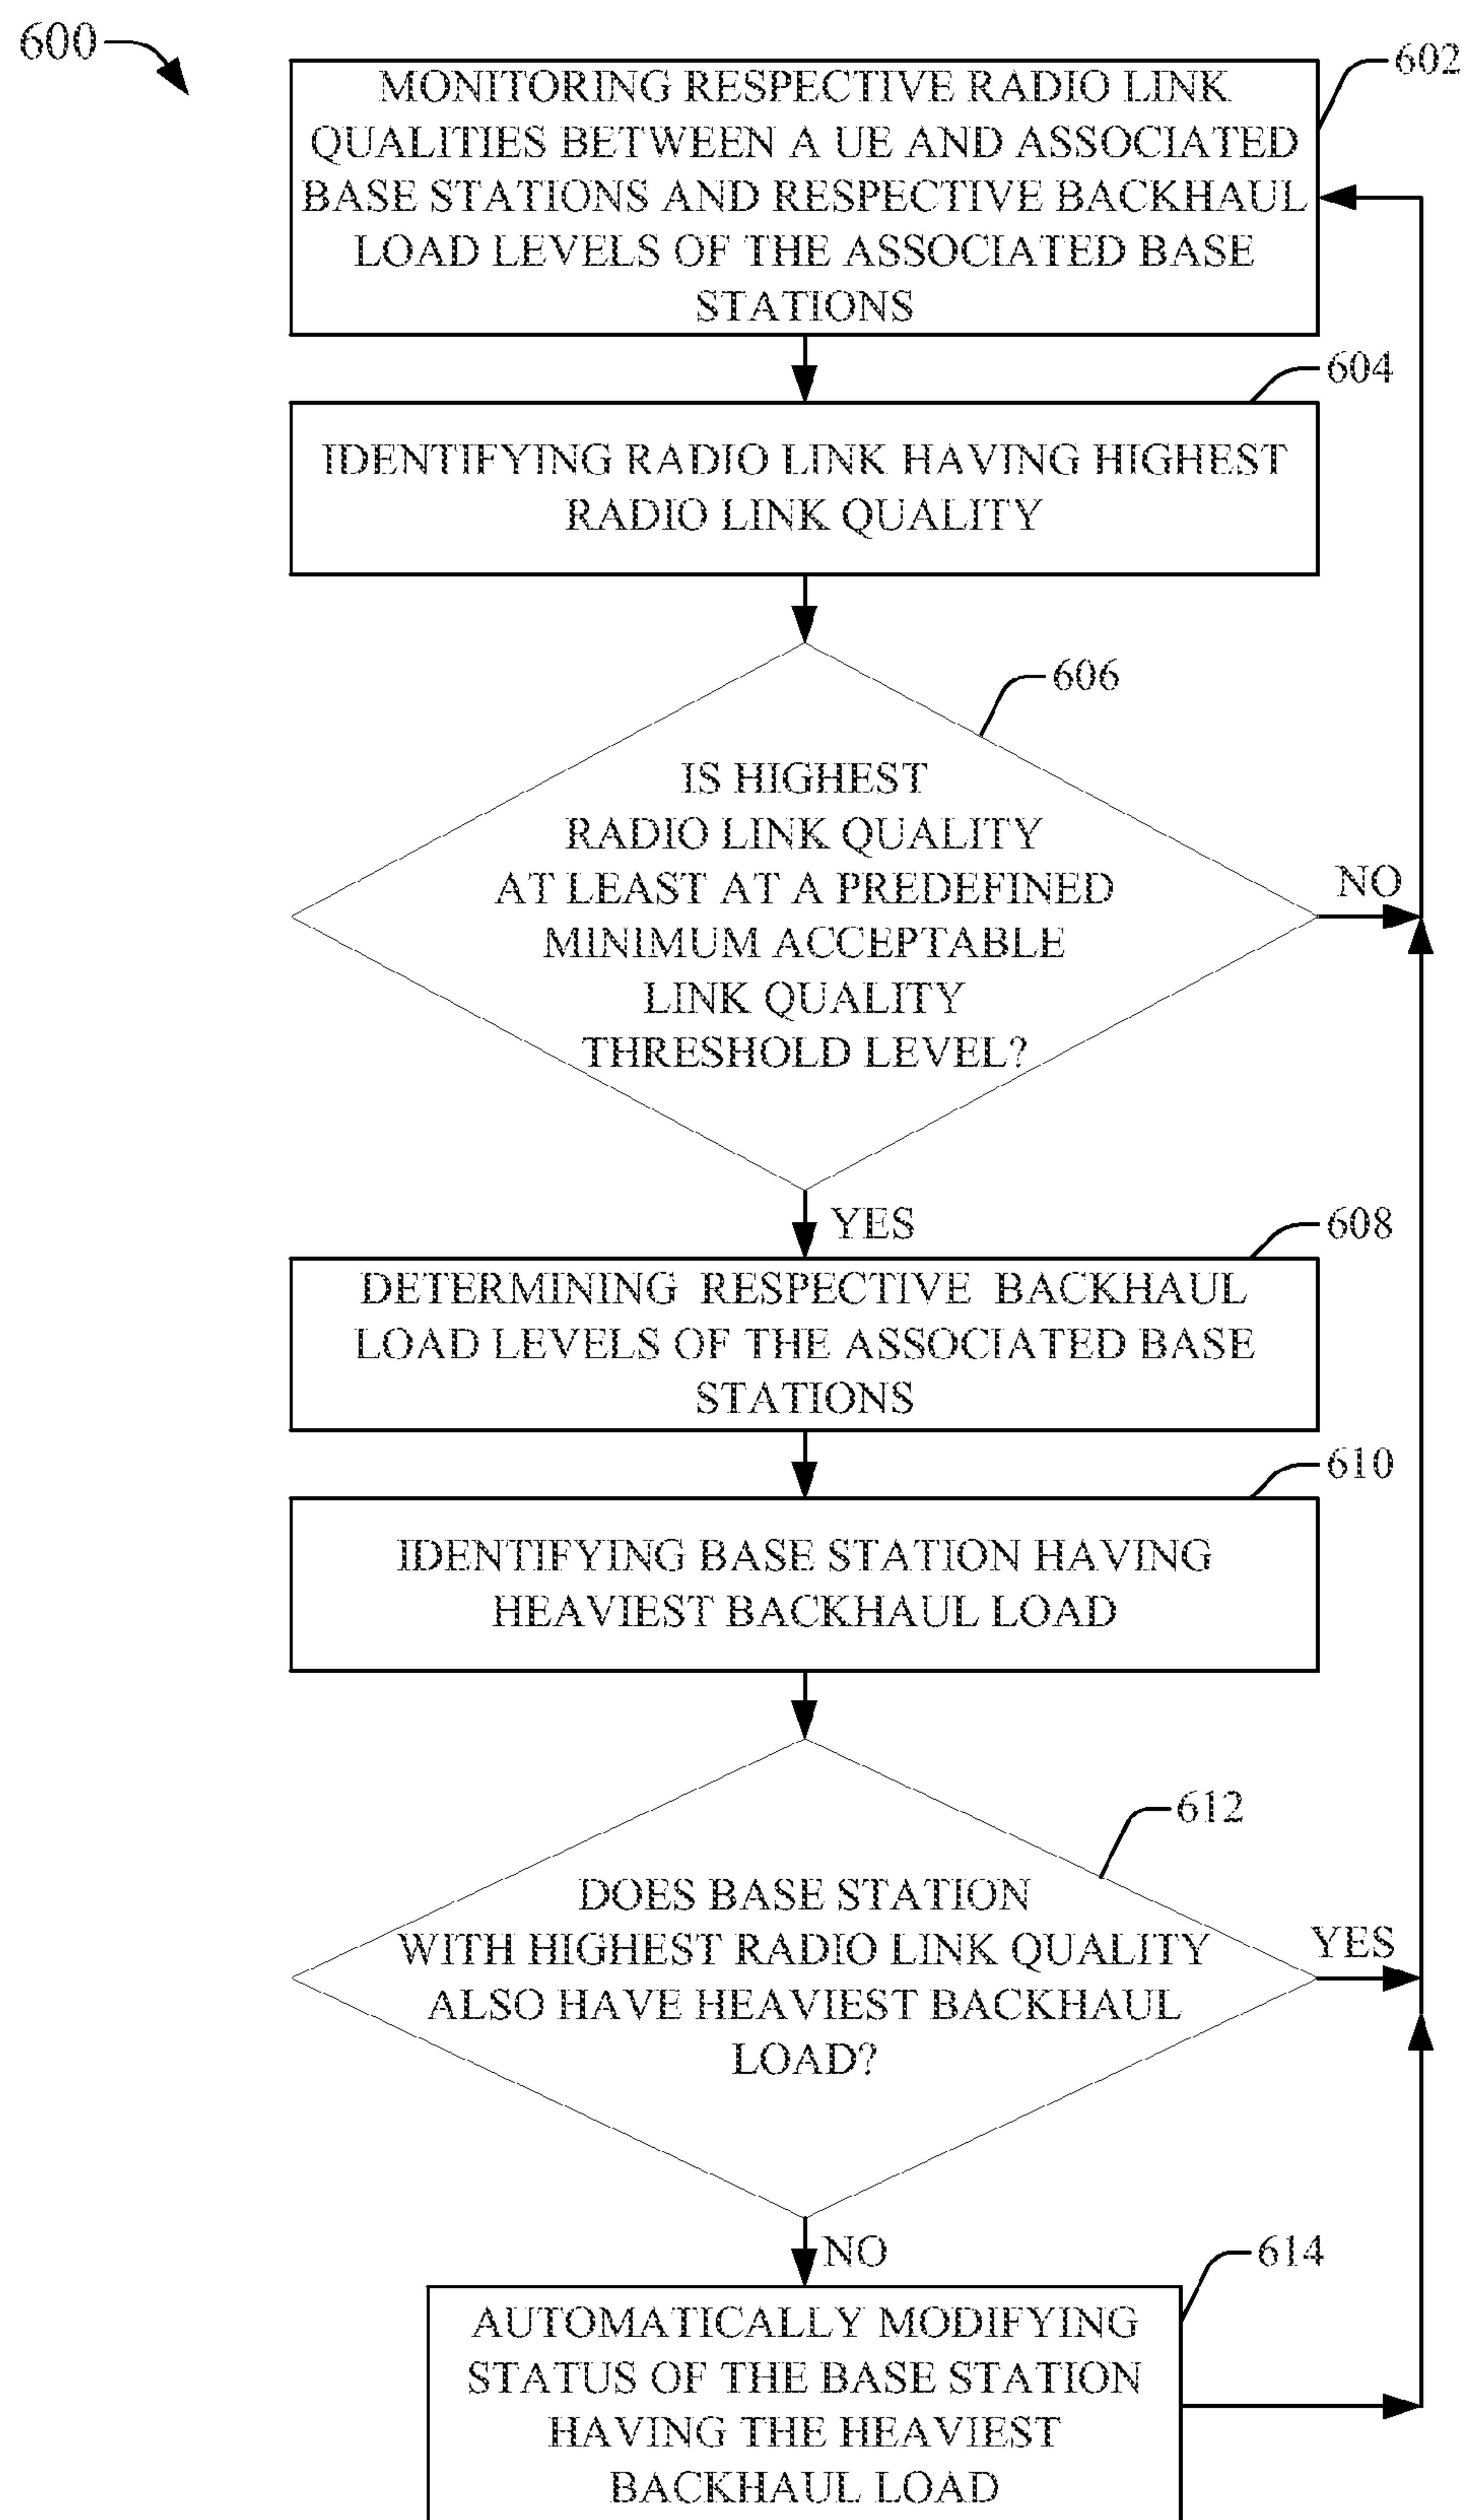 600
602
MONITORING RESPECTIVE RADIO LINK
QUALITIES BETWEEN A UE AND ASSOCIATED
BASE STATIONS AND RESPECTIVE BACKHAUL
LOAD LEVELS OF THE ASSOCIATED BASE
STATIONS
604
IDENTIFYING RADIO LINK HAVING HIGHEST
RADIO LINK QUALITY
606
IS HIGHEST
RADIO LINK QUALITY
AT LEAST AT A PREDEFINED
MINIMUM ACCEPTABLE
LINK QUALITY
THRESHOLD LEVEL?
NO
YES
608
DETERMINING RESPECTIVE BACKHAUL
LOAD LEVELS OF THE ASSOCIATED BASE
STATIONS
610
IDENTIFYING BASE STATION HAVING
HEAVIEST BACKHAUL LOAD
612
DOES BASE STATION
WITH HIGHEST RADIO LINK QUALITY
ALSO HAVE HEAVIEST BACKHAUL
LOAD?
YES
NO
614
AUTOMATICALLY MODIFYING
STATUS OF THE BASE STATION
HAVING THE HEAVIEST
BACKHAUL LOAD